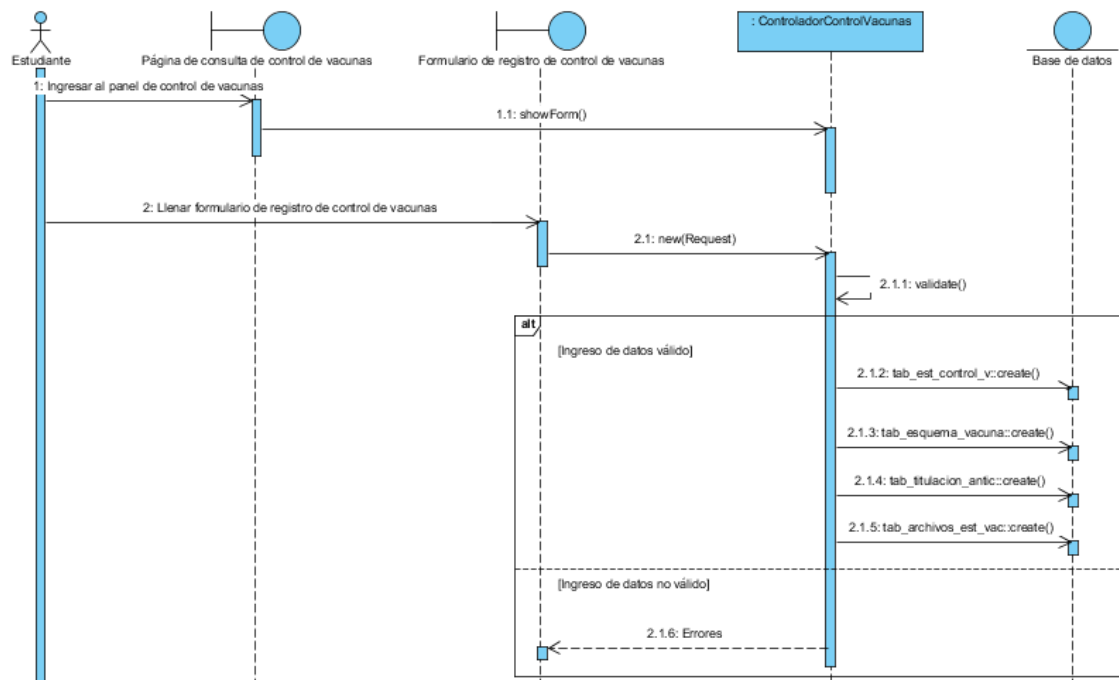 : ControladorControlVacunas
Estudiante
Página de consulta de control de vacunas
Formulario de registro de control de vacunas
Base de datos
1: Ingresar al panel de control de vacunas
1.1: showForm()
2: Llenar formulario de registro de control de vacunas
2.1: new(Request)
2.1.1: validate()
alt
[Ingreso de datos válido]
2.1.2: tab_est_control_v::create()
2.1.3: tab_esquema_vacuna::create()
2.1.4: tab_titulacion_antic::create()
2.1.5: tab_archivos_est_vac::create()
[Ingreso de datos no válido]
2.1.6: Errores